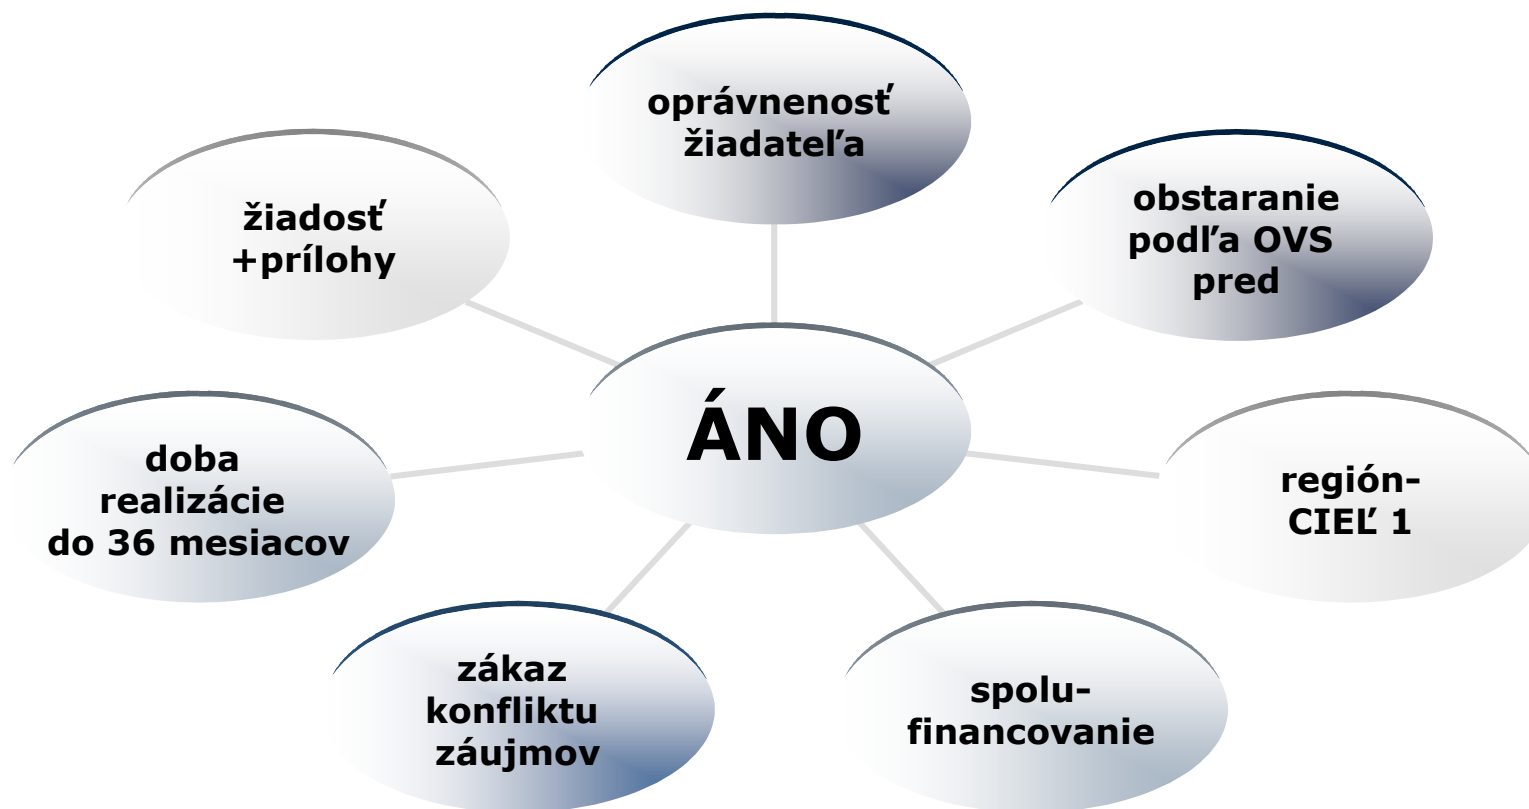 oprávnenosť
žiadateľa
obstaranie
podľa OVS
pred
žiadosť
+prílohy
ÁNO
región-
CIEĽ 1
doba
realizácie
do 36 mesiacov
zákaz
konfliktu
záujmov
spolu-
financovanie